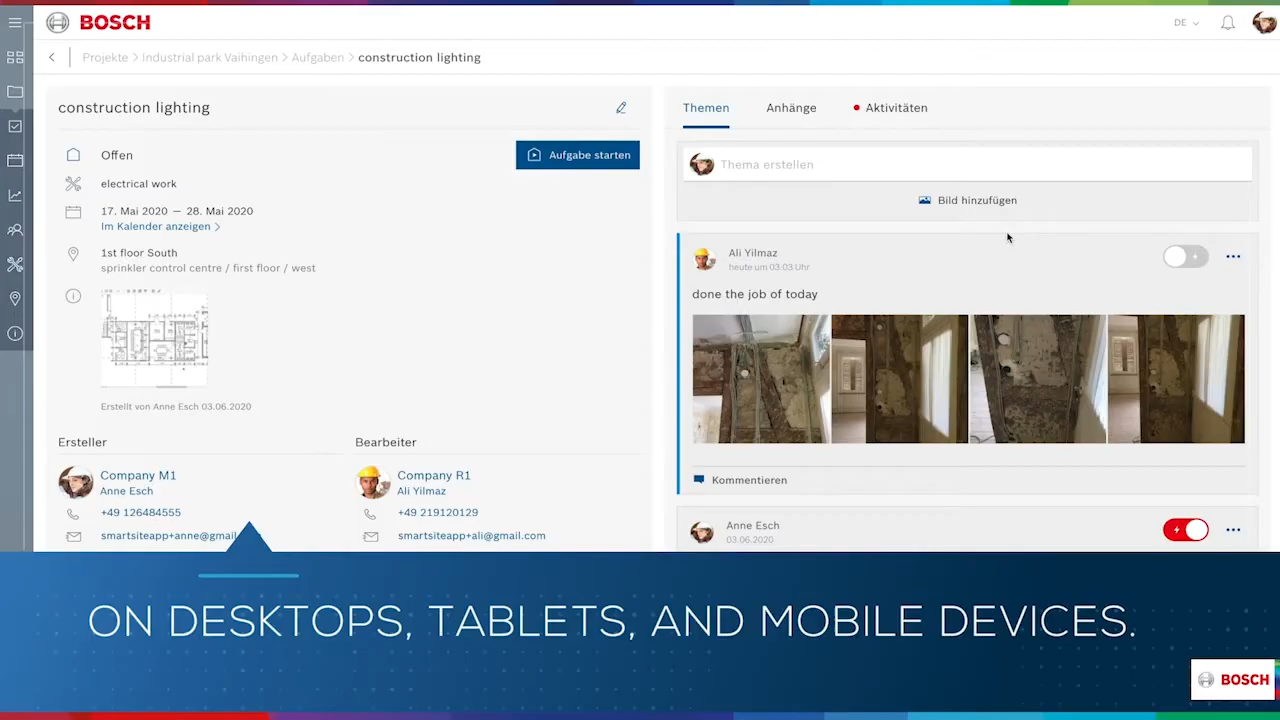 BOSCH
DE
Projekte > Industrial park Vaihingen > Aufgaben > construction lighting
construction lighting
Offen
Aufgabe starten
electrical work
17. Mai 2020 — 28. Mai 2020
Im Kalender anzeigen >
1st floor South
sprinkler control centre / first floor / west
Erstellt von Anne Esch 03.06.2020
Ersteller
Company M1
Anne Esch
+49 126484555
smartsiteapp+anne@gmail
Bearbeiter
Company R1
Ali Yilmaz
+49 219120129
smartsiteapp+ali@gmail.com
Themen
Anhänge
Aktivitäten
Thema erstellen
Bild hinzufügen
Ali Yilmaz
heute um 03:03 Uhr
done the job of today
Kommentieren
Anne Esch
03.06.2020
ON DESKTOPS, TABLETS, AND MOBILE DEVICES.
BOSCH